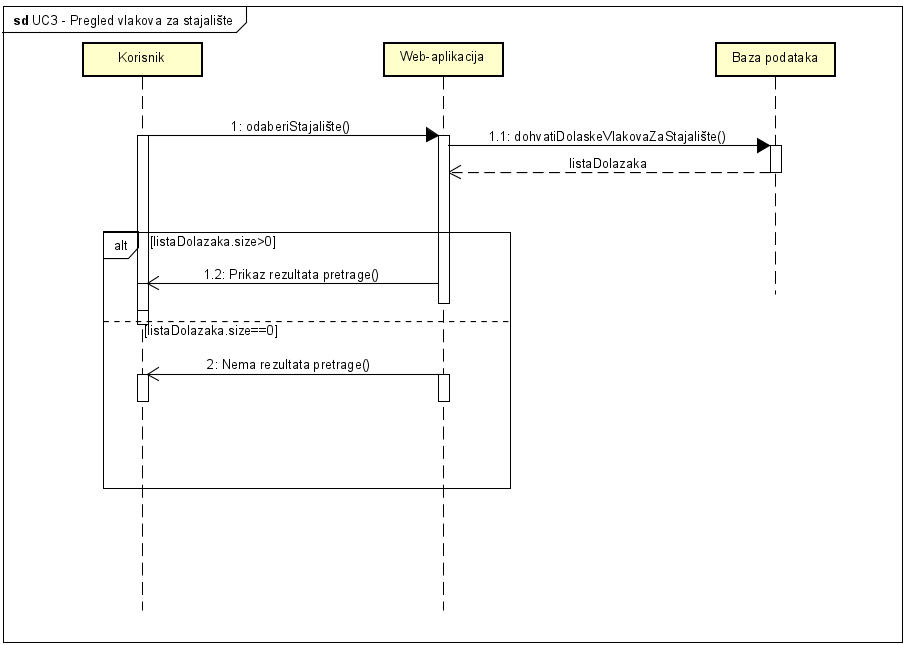 sd UC3 - Pregled vlakova za stajalište
Korisnik
Web-aplikacija
Baza podataka
1: odaberiStajalište()
1.1: dohvatiDolaskeVlakovaZaStajalište()
listaDolazaka
alt
[listaDolazaka.size>0]
1.2: Prikaz rezultata pretrage()
[listaDolazaka.size==0]
2: Nema rezultata pretrage()